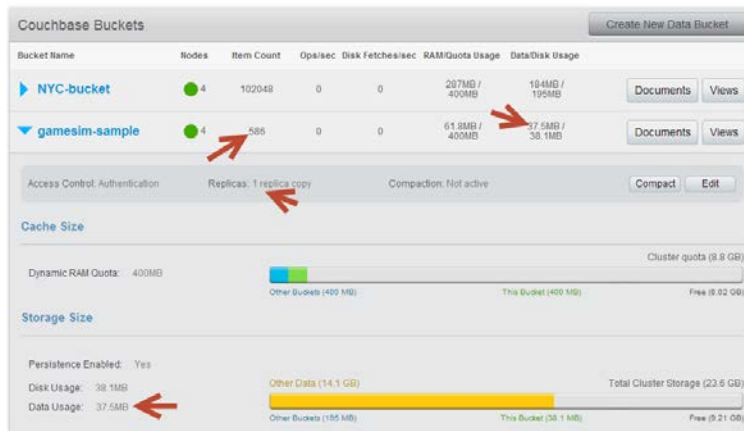 Couchbase Buckets
Create New Data Bucket
Bucket Name Nodes Item Count Ops/sec Disk Fetches/sec RAM/Quota Usage Data/Disk Usage
NYC-bucket 4 102048 0 0 287MB / 400MB 184MB / 195MB Documents Views
gamesim-sample 4 586 0 0 61.8MB / 400MB 37.5MB / 38.1MB Documents Views
Access Control: Authentication Replicas: 1 replica copy Compaction: Not active Compact Edit
Cache Size
Cluster quota (8.8 GB)
Dynamic RAM Quota: 400MB
Other Buckets (400 MB) This Bucket (400 MB) Free (8.02 GB)
Storage Size
Persistence Enabled: Yes
Disk Usage: 38.1MB
Other Data (14.1 GB) Total Cluster Storage (23.6 GB)
Data Usage: 37.5MB
Other Buckets (195 MB) This Bucket (38.1 MB) Free (9.21 GB)